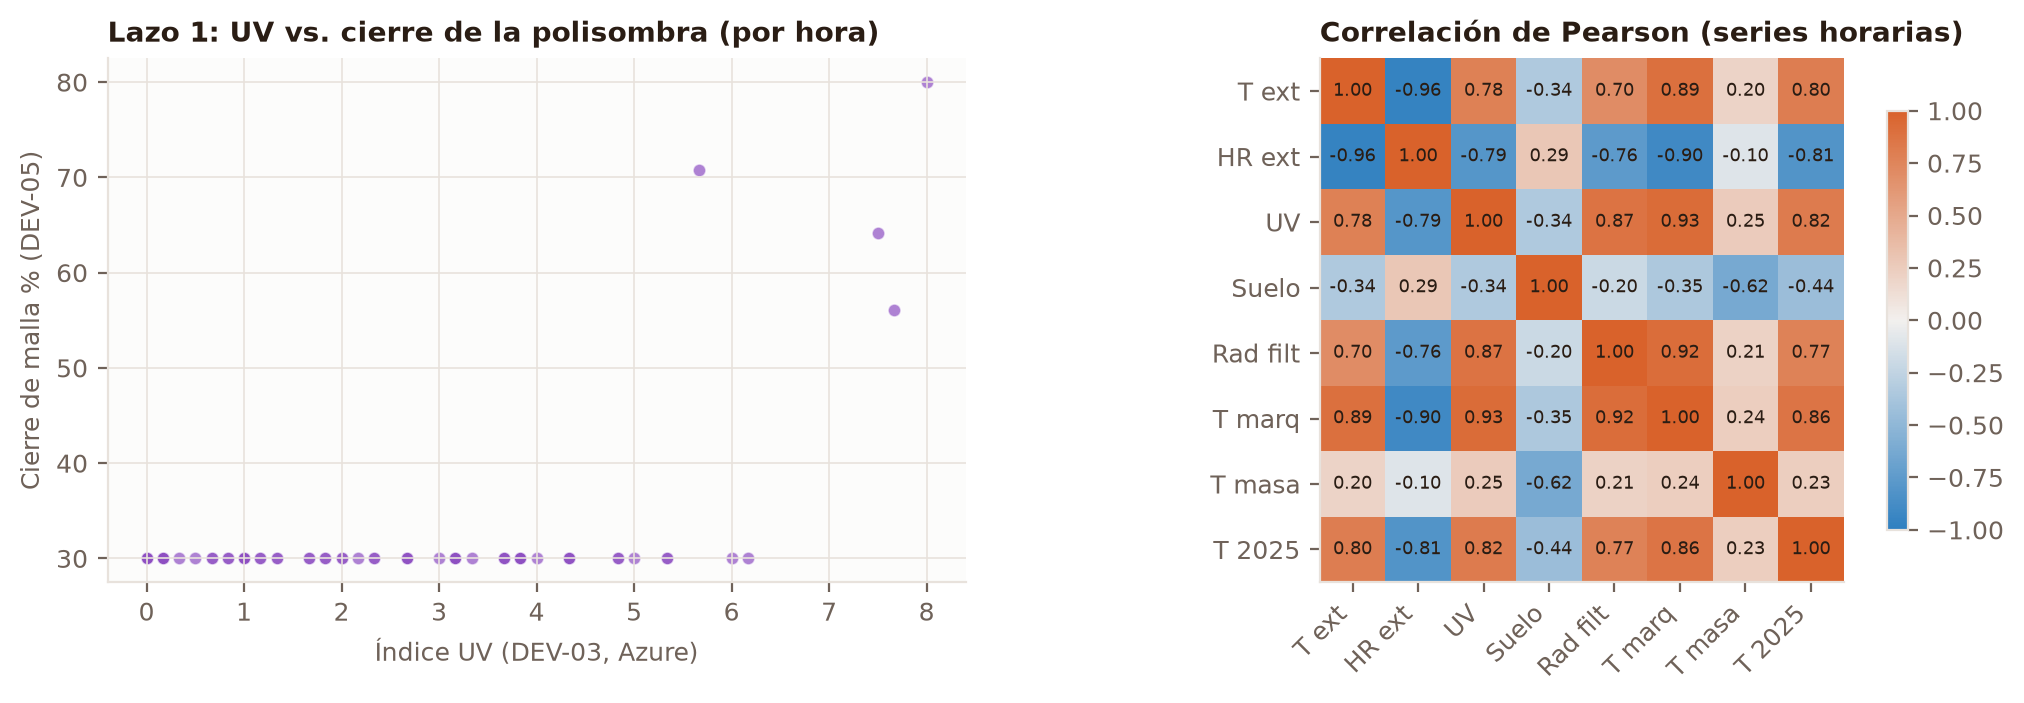 Lazo 1: UV vs. cierre de la polisombra (por hora)
Cierre de malla % (DEV-05)
80
70
60
50
40
30
0 1 2 3 4 5 6 7 8
Índice UV (DEV-03, Azure)
Correlación de Pearson (series horarias)
T ext 1.00 -0.96 0.78 -0.34 0.70 0.89 0.20 0.80
HR ext -0.96 1.00 -0.79 0.29 -0.76 -0.90 -0.10 -0.81
UV 0.78 -0.79 1.00 -0.34 0.87 0.93 0.25 0.82
Suelo -0.34 0.29 -0.34 1.00 -0.20 -0.35 -0.62 -0.44
Rad filt 0.70 -0.76 0.87 -0.20 1.00 0.92 0.21 0.77
T marq 0.89 -0.90 0.93 -0.35 0.92 1.00 0.24 0.86
T masa 0.20 -0.10 0.25 -0.62 0.21 0.24 1.00 0.23
T 2025 0.80 -0.81 0.82 -0.44 0.77 0.86 0.23 1.00
T ext HR ext UV Suelo Rad filt T marq T masa T 2025
1.00
0.75
0.50
0.25
0.00
−0.25
−0.50
−0.75
−1.00